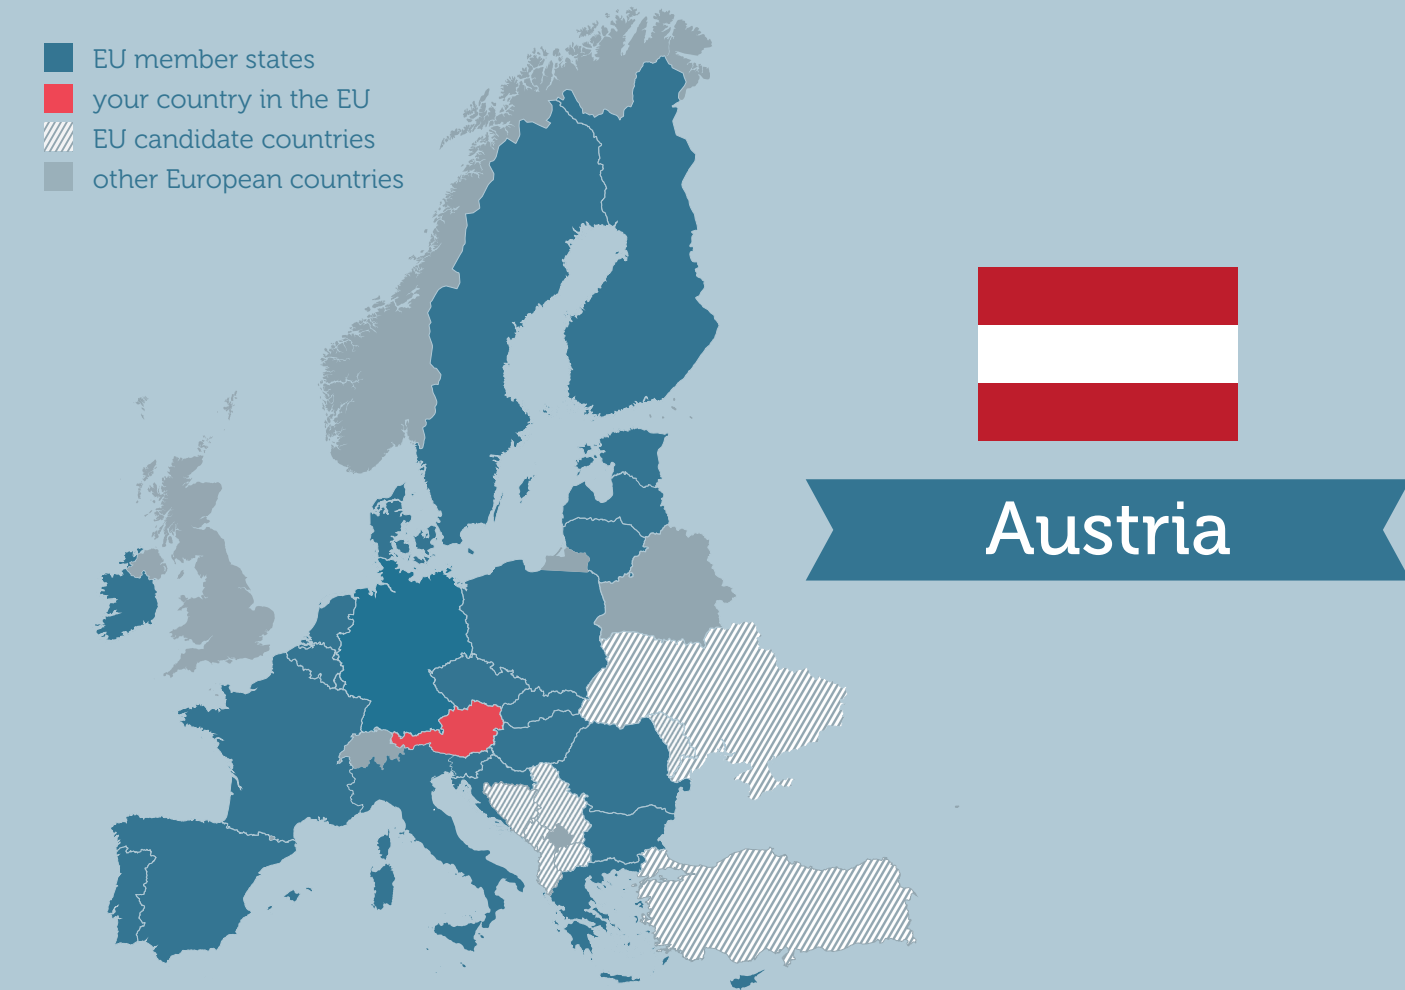 EU member states
your country in the EU
EU candidate countries
other European countries
Austria